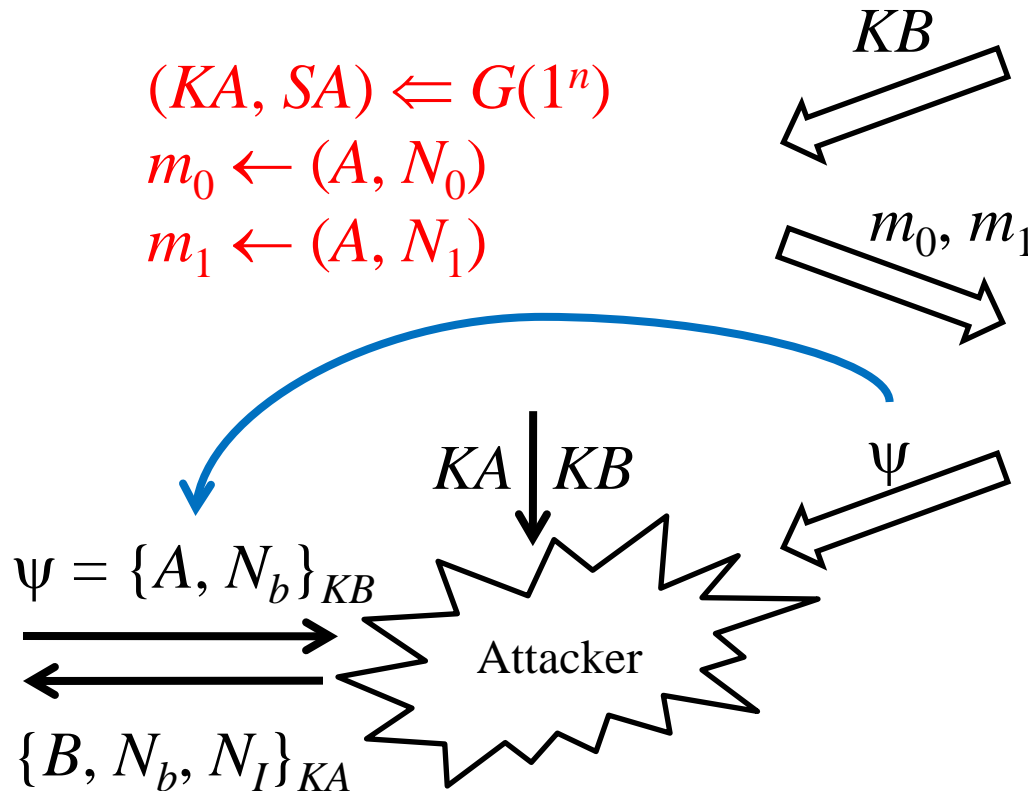 KB
(KA, SA) ⇐ G(1ⁿ)
m₀ ← (A, N₀)
m₁ ← (A, N₁)
m₀, m₁
ψ
KA KB
ψ = {A, N_b}_KB
Attacker
{B, N_b, N_I}_KA